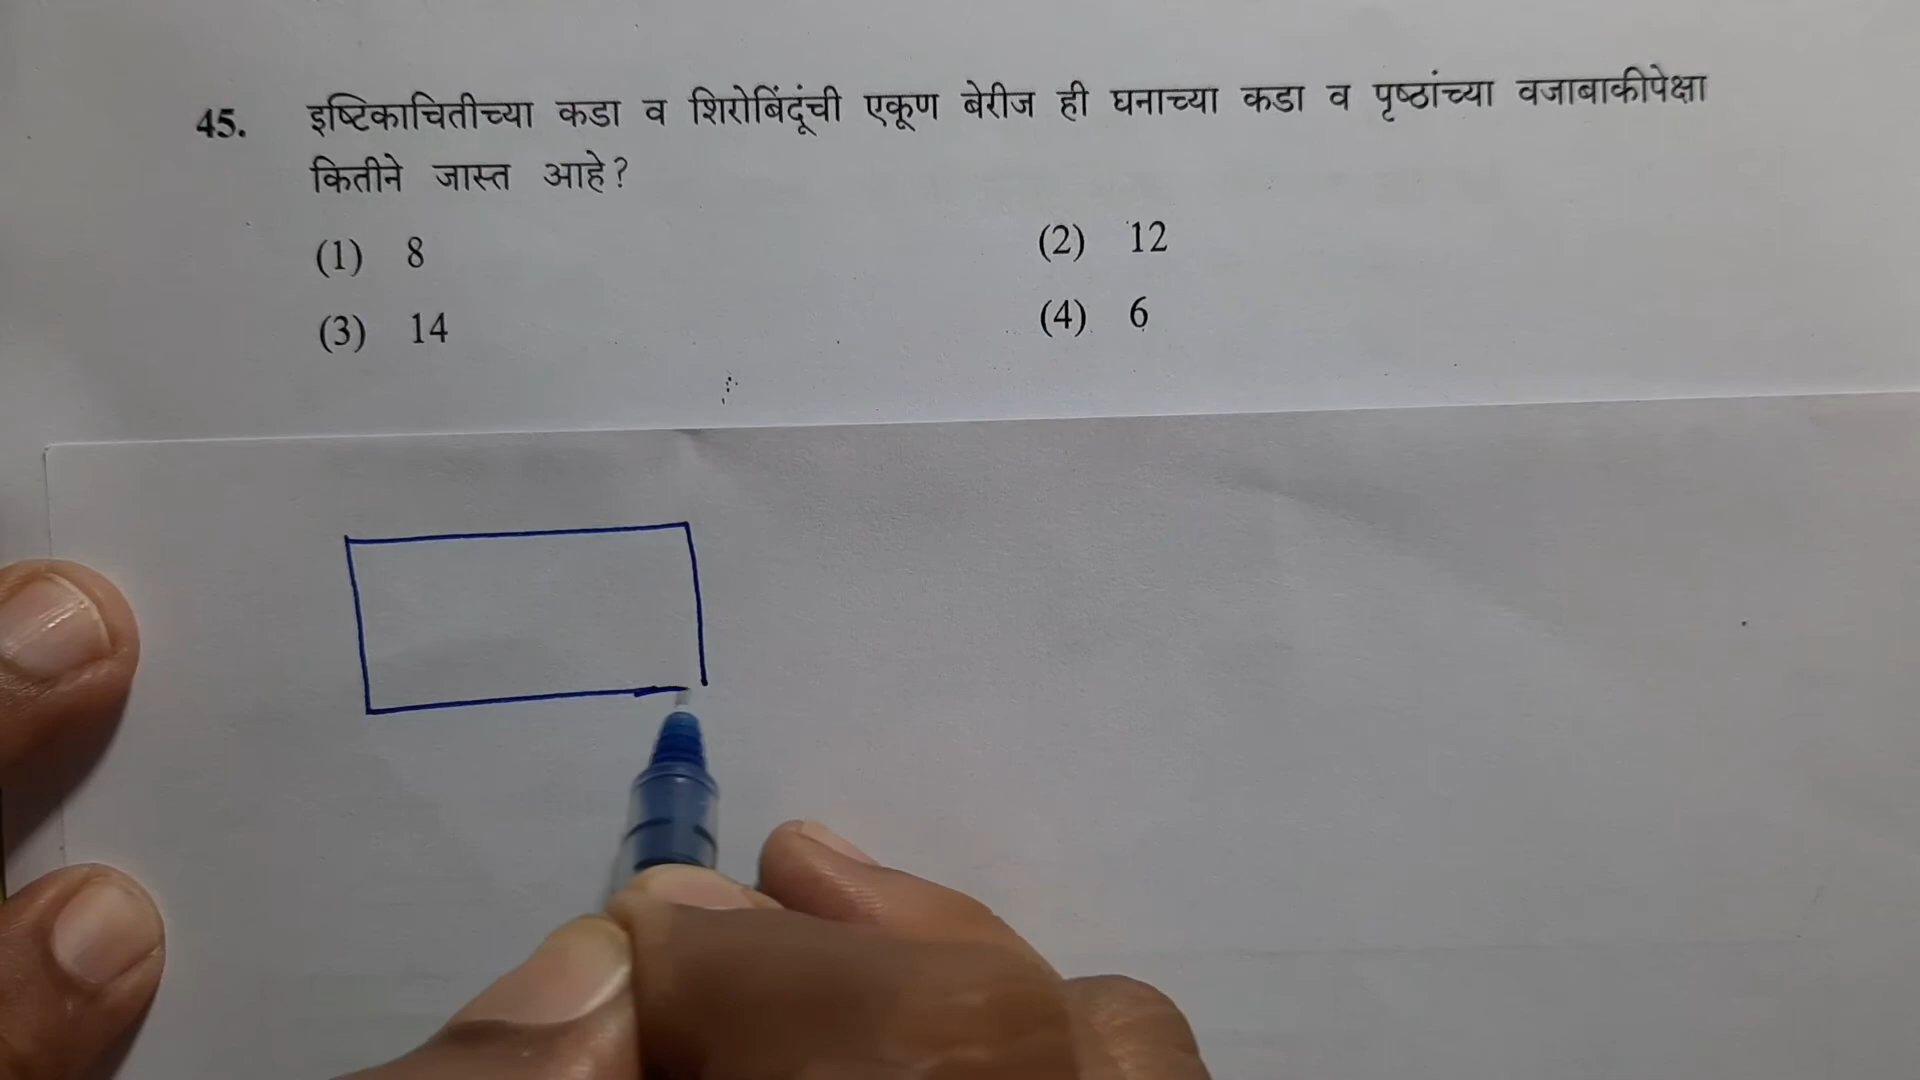 45. इष्टिकाचितीच्या कडा व शिरोबिंदूंची एकूण बेरीज ही घनाच्या कडा व पृष्ठांच्या वजाबाकीपेक्षा
कितीने जास्त आहे?
(1) 8 (2) 12
(3) 14 (4) 6